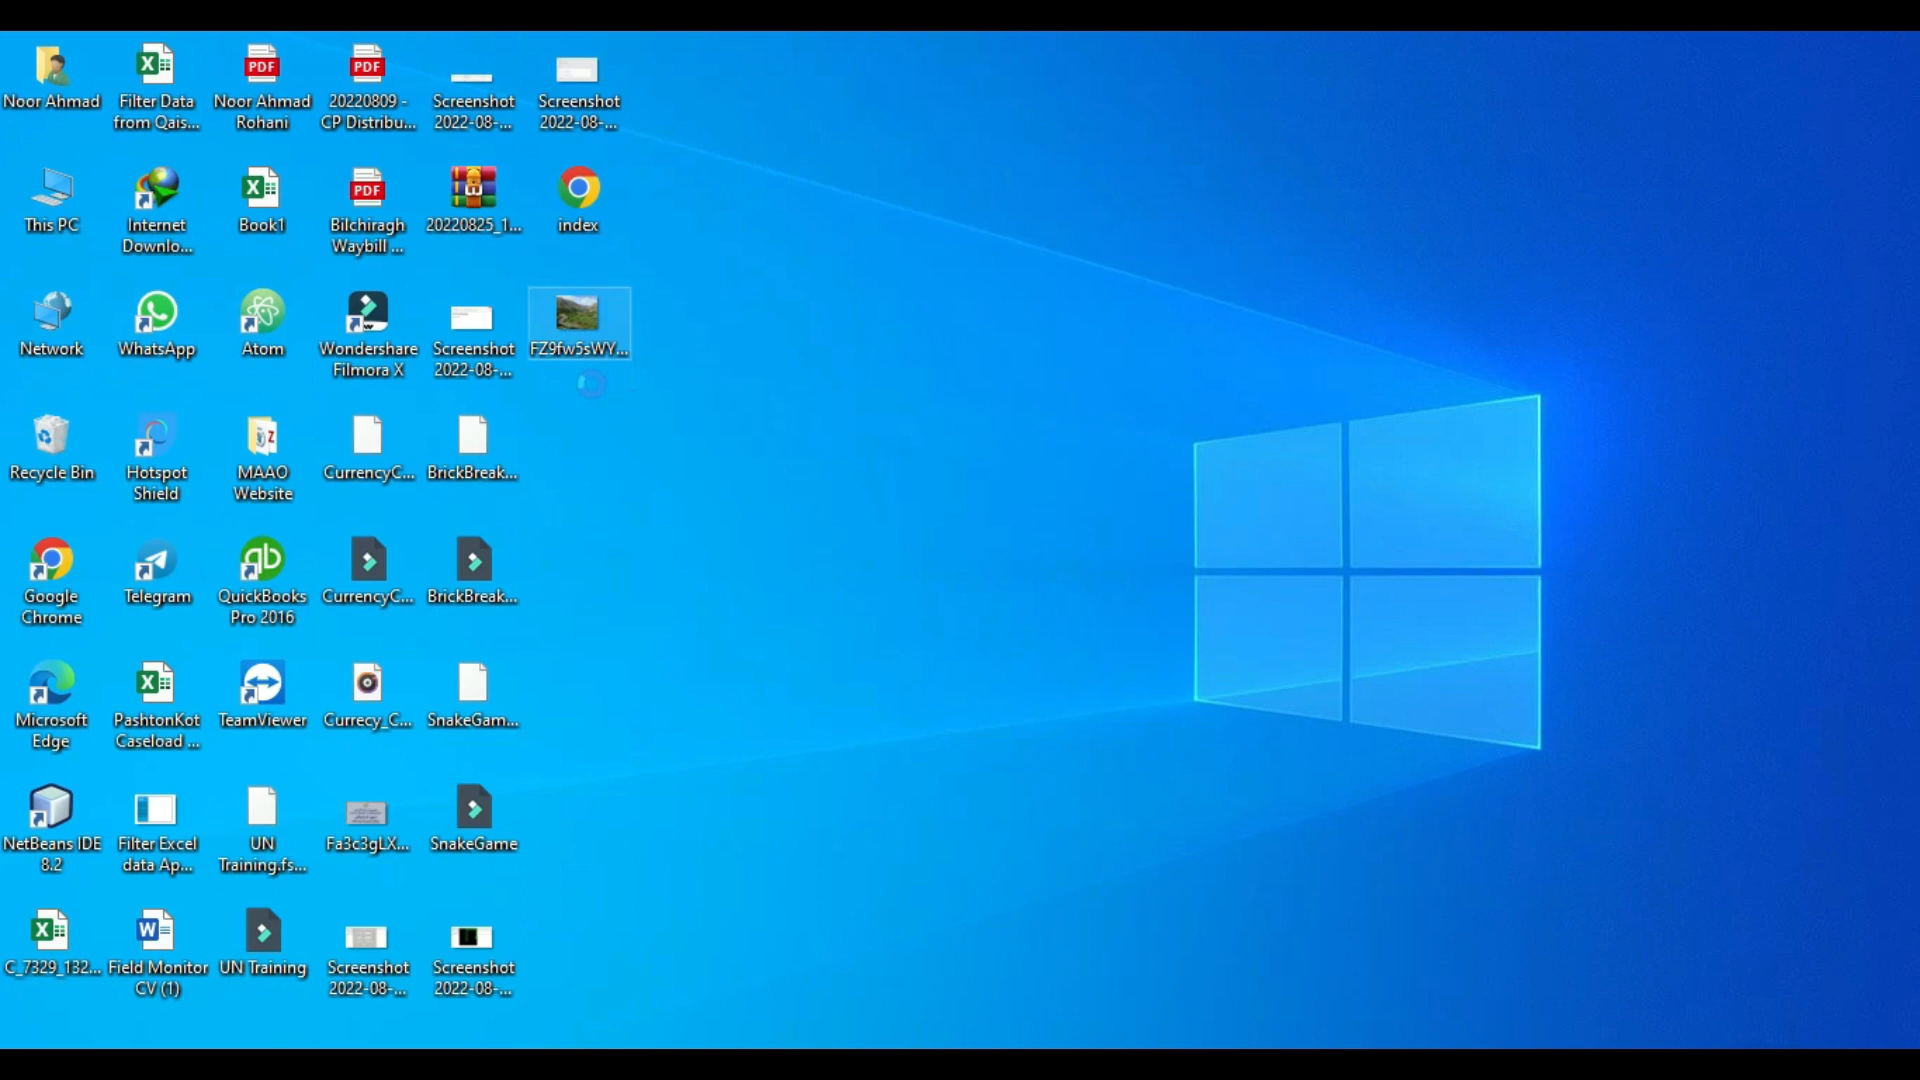 Noor Ahmad
Filter Data
from Qais...
Noor Ahmad
Rohani
20220809 -
CP Distribu...
Screenshot
2022-08-...
Screenshot
2022-08-...
This PC
Internet
Downlo...
Book1
Bilchiragh
Waybill ...
20220825_1...
index
Network
WhatsApp
Atom
Wondershare
Filmora X
Screenshot
2022-08-...
FZ9fw5sWY...
Recycle Bin
Hotspot
Shield
MAAO
Website
CurrencyC...
BrickBreak...
Google
Chrome
Telegram
QuickBooks
Pro 2016
CurrencyC...
BrickBreak...
Microsoft
Edge
PashtonKot
Caseload ...
TeamViewer
Currecy_C...
SnakeGam...
NetBeans IDE
8.2
Filter Excel
data Ap...
UN
Training.fs...
Fa3c3gLX...
SnakeGame
C_7329_132...
Field Monitor
CV (1)
UN Training
Screenshot
2022-08-...
Screenshot
2022-08-...